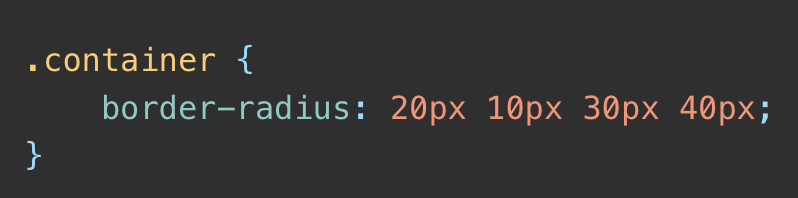 .container {
    border-radius: 20px 10px 30px 40px;
}